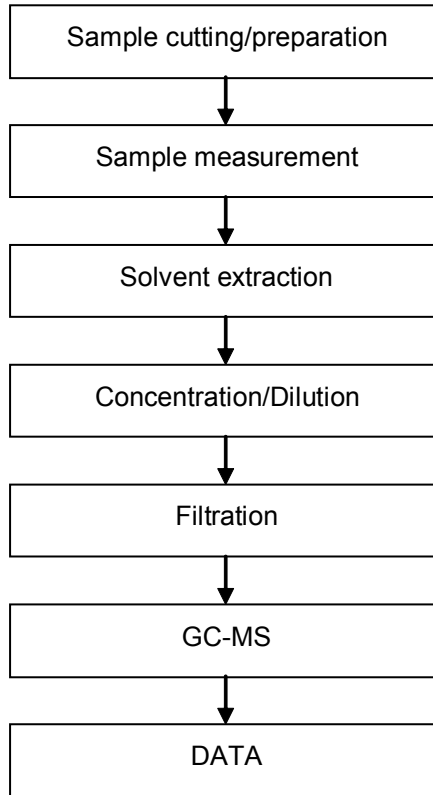 Sample cutting/preparation
Sample measurement
Solvent extraction
Concentration/Dilution
Filtration
GC-MS
DATA